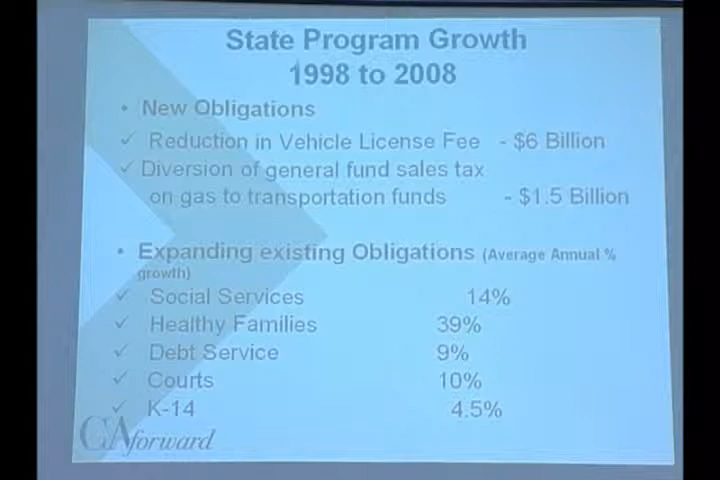 State Program Growth
1998 to 2008
• New Obligations
✓ Reduction in Vehicle License Fee - $6 Billion
✓ Diversion of general fund sales tax
on gas to transportation funds - $1.5 Billion
• Expanding existing Obligations (Average Annual %
growth)
✓ Social Services 14%
✓ Healthy Families 39%
✓ Debt Service 9%
✓ Courts 10%
✓ K-14 4.5%
CAforward